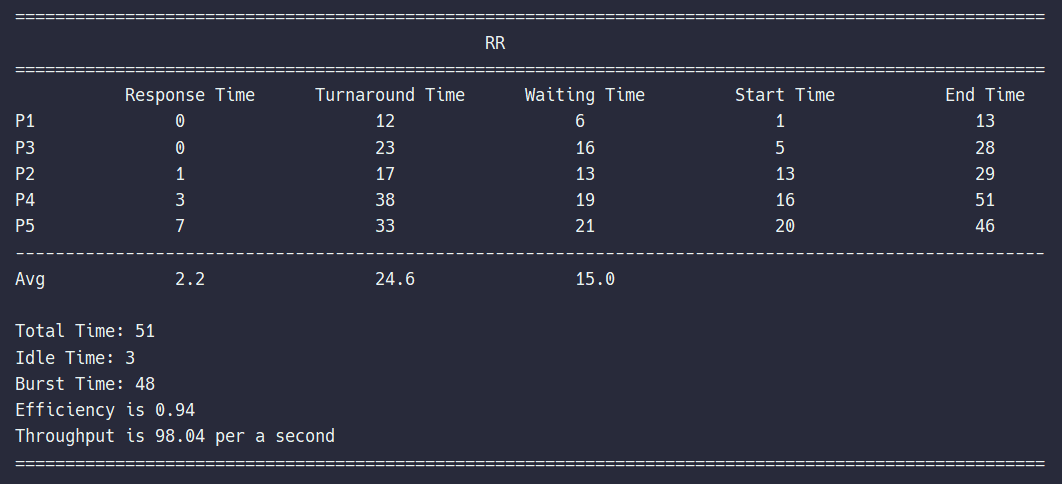 =======================================================================================================
RR
=======================================================================================================
Response Time Turnaround Time Waiting Time Start Time End Time
P1 0 12 6 1 13
P3 0 23 16 5 28
P2 1 17 13 13 29
P4 3 38 19 16 51
P5 7 33 21 20 46
-------------------------------------------------------------------------------------------------------
Avg 2.2 24.6 15.0
Total Time: 51
Idle Time: 3
Burst Time: 48
Efficiency is 0.94
Throughput is 98.04 per a second
=======================================================================================================